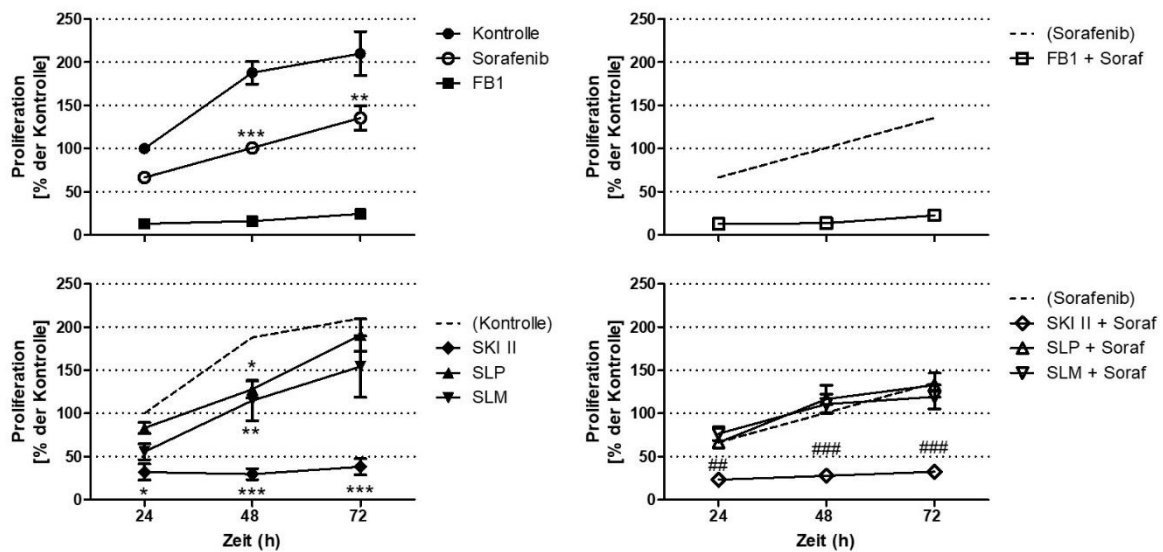 Proliferation
[% der Kontrolle]
250
200
150
100
50
0
***
**
Kontrolle
Sorafenib
FB1
Proliferation
[% der Kontrolle]
250
200
150
100
50
0
(Sorafenib)
FB1 + Soraf
Proliferation
[% der Kontrolle]
250
200
150
100
50
0
*
**
*
***
***
24
48
72
Zeit (h)
(Kontrolle)
SKI II
SLP
SLM
Proliferation
[% der Kontrolle]
250
200
150
100
50
0
##
###
###
24
48
72
Zeit (h)
(Sorafenib)
SKI II + Soraf
SLP + Soraf
SLM + Soraf